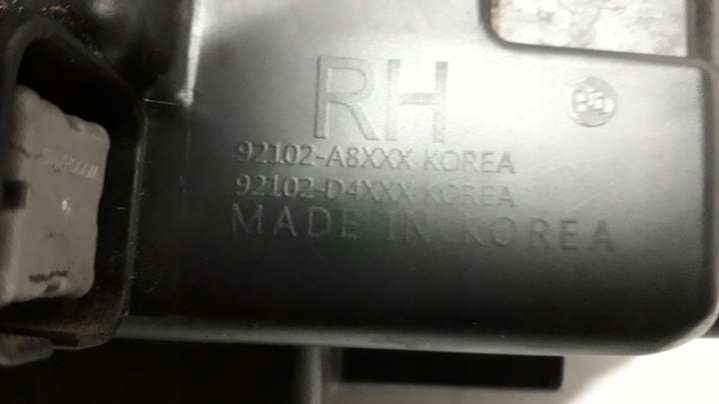 RH
92102-A8XXX KOREA
92102-D4XXX KOREA
MADE IN KOREA